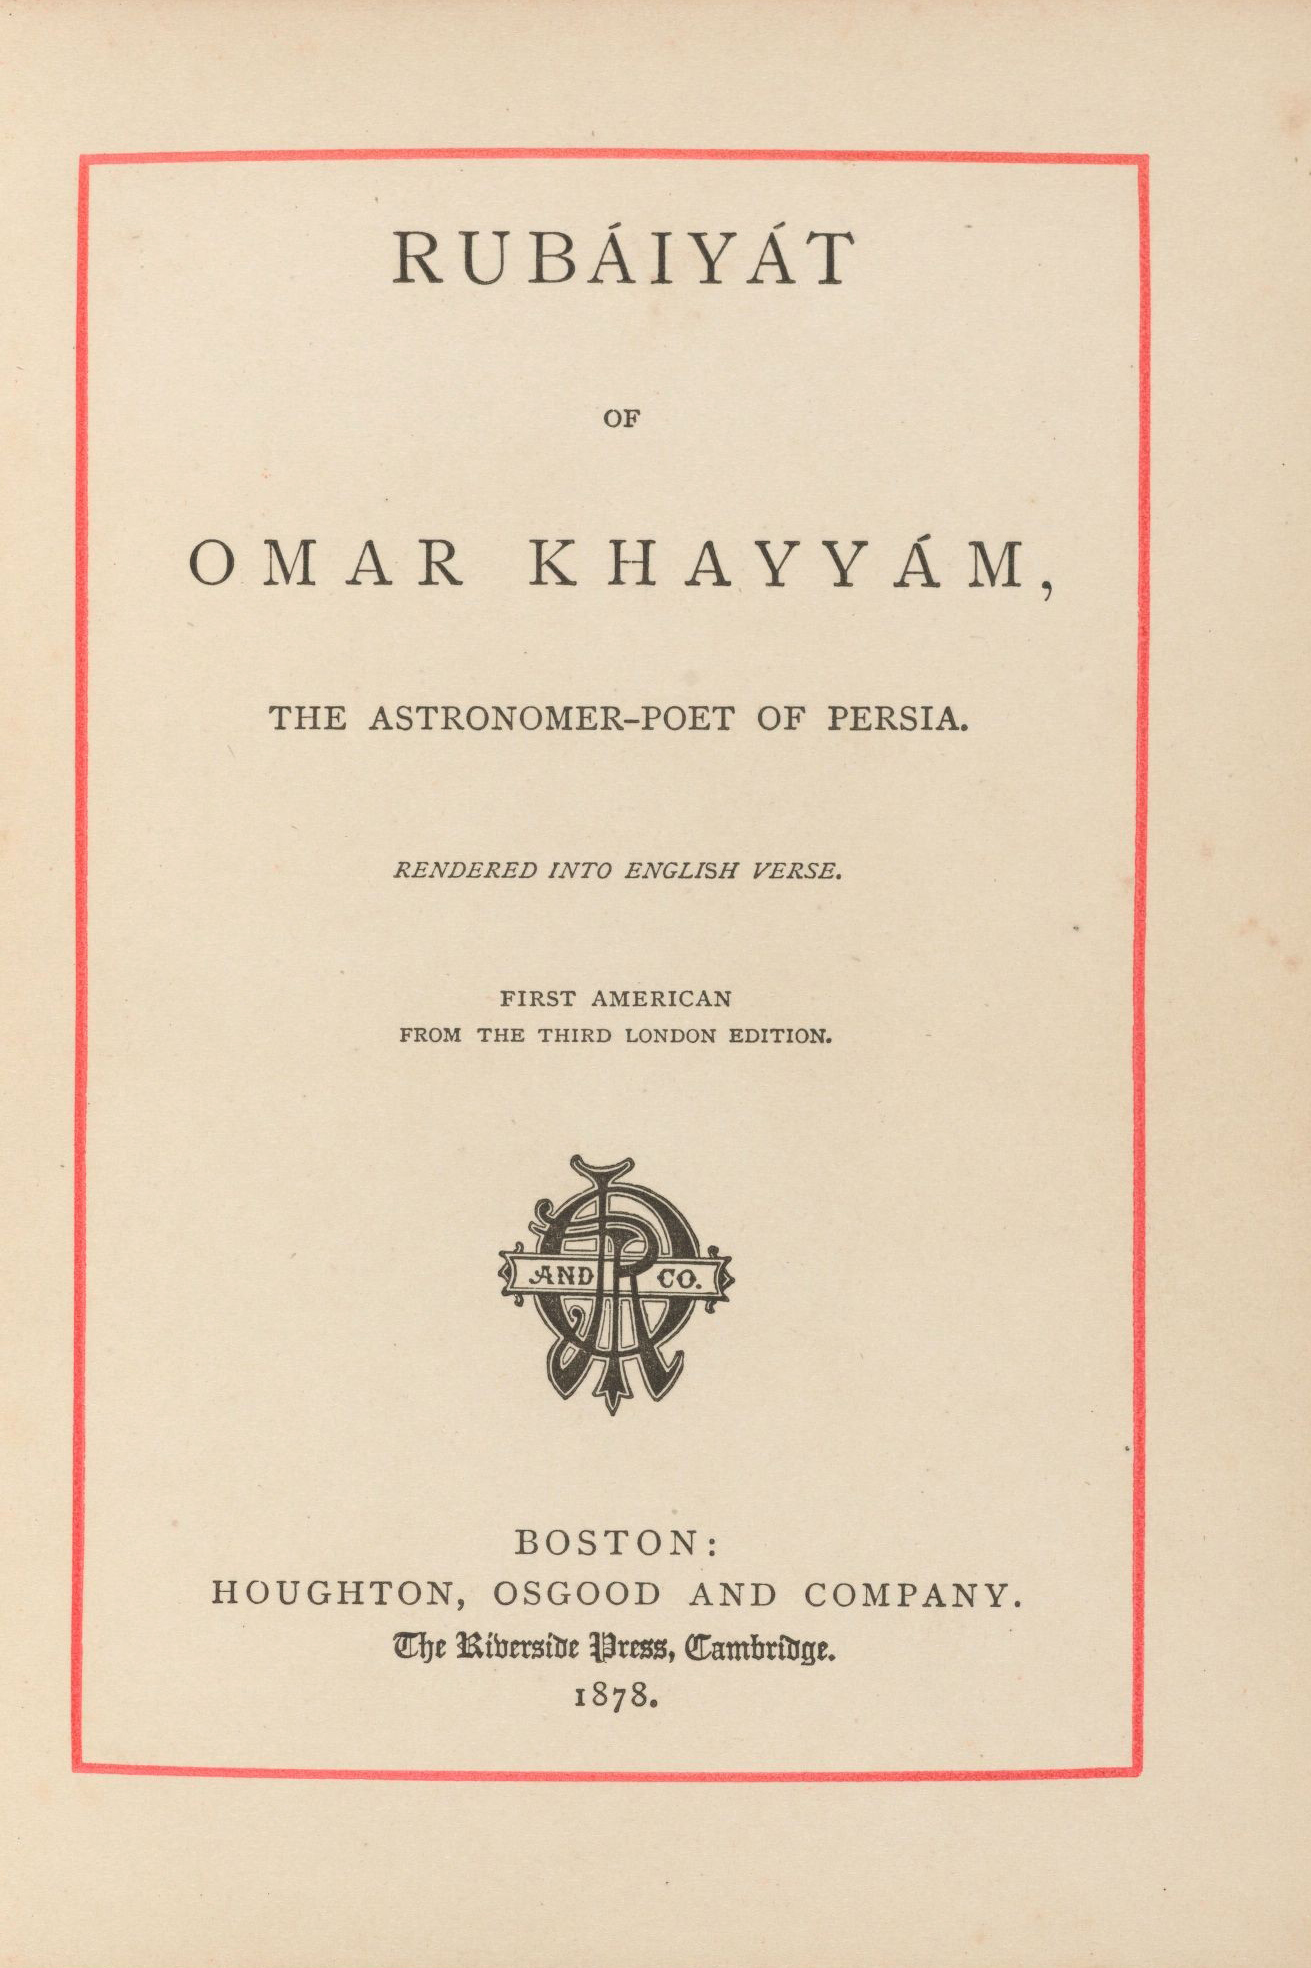 RUBÁIYÁT
OF
OMAR KHAYYÁM,
THE ASTRONOMER-POET OF PERSIA.
RENDERED INTO ENGLISH VERSE.
FIRST AMERICAN
FROM THE THIRD LONDON EDITION.
AND CO.
BOSTON:
HOUGHTON, OSGOOD AND COMPANY.
The Riverside Press, Cambridge.
1878.